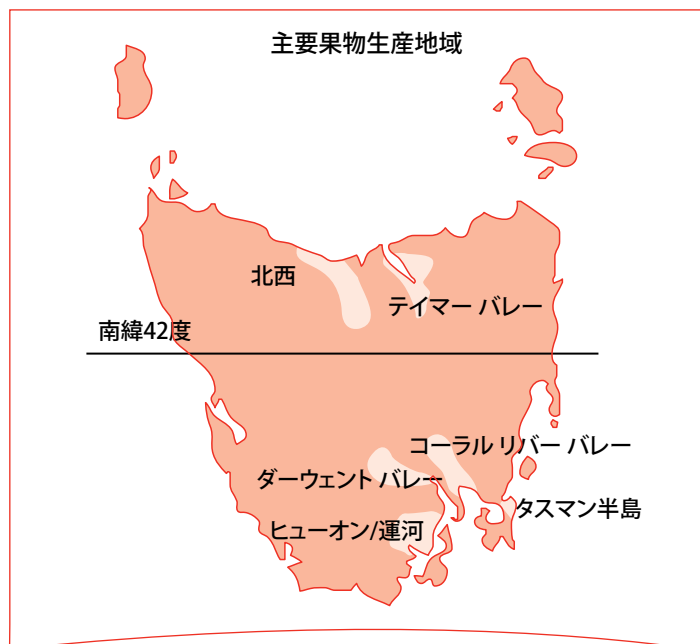 主要果物生産地域
北西
テイマー バレー
南緯42度
コーラル リバー バレー
ダーウェント バレー
タスマン半島
ヒューオン/運河